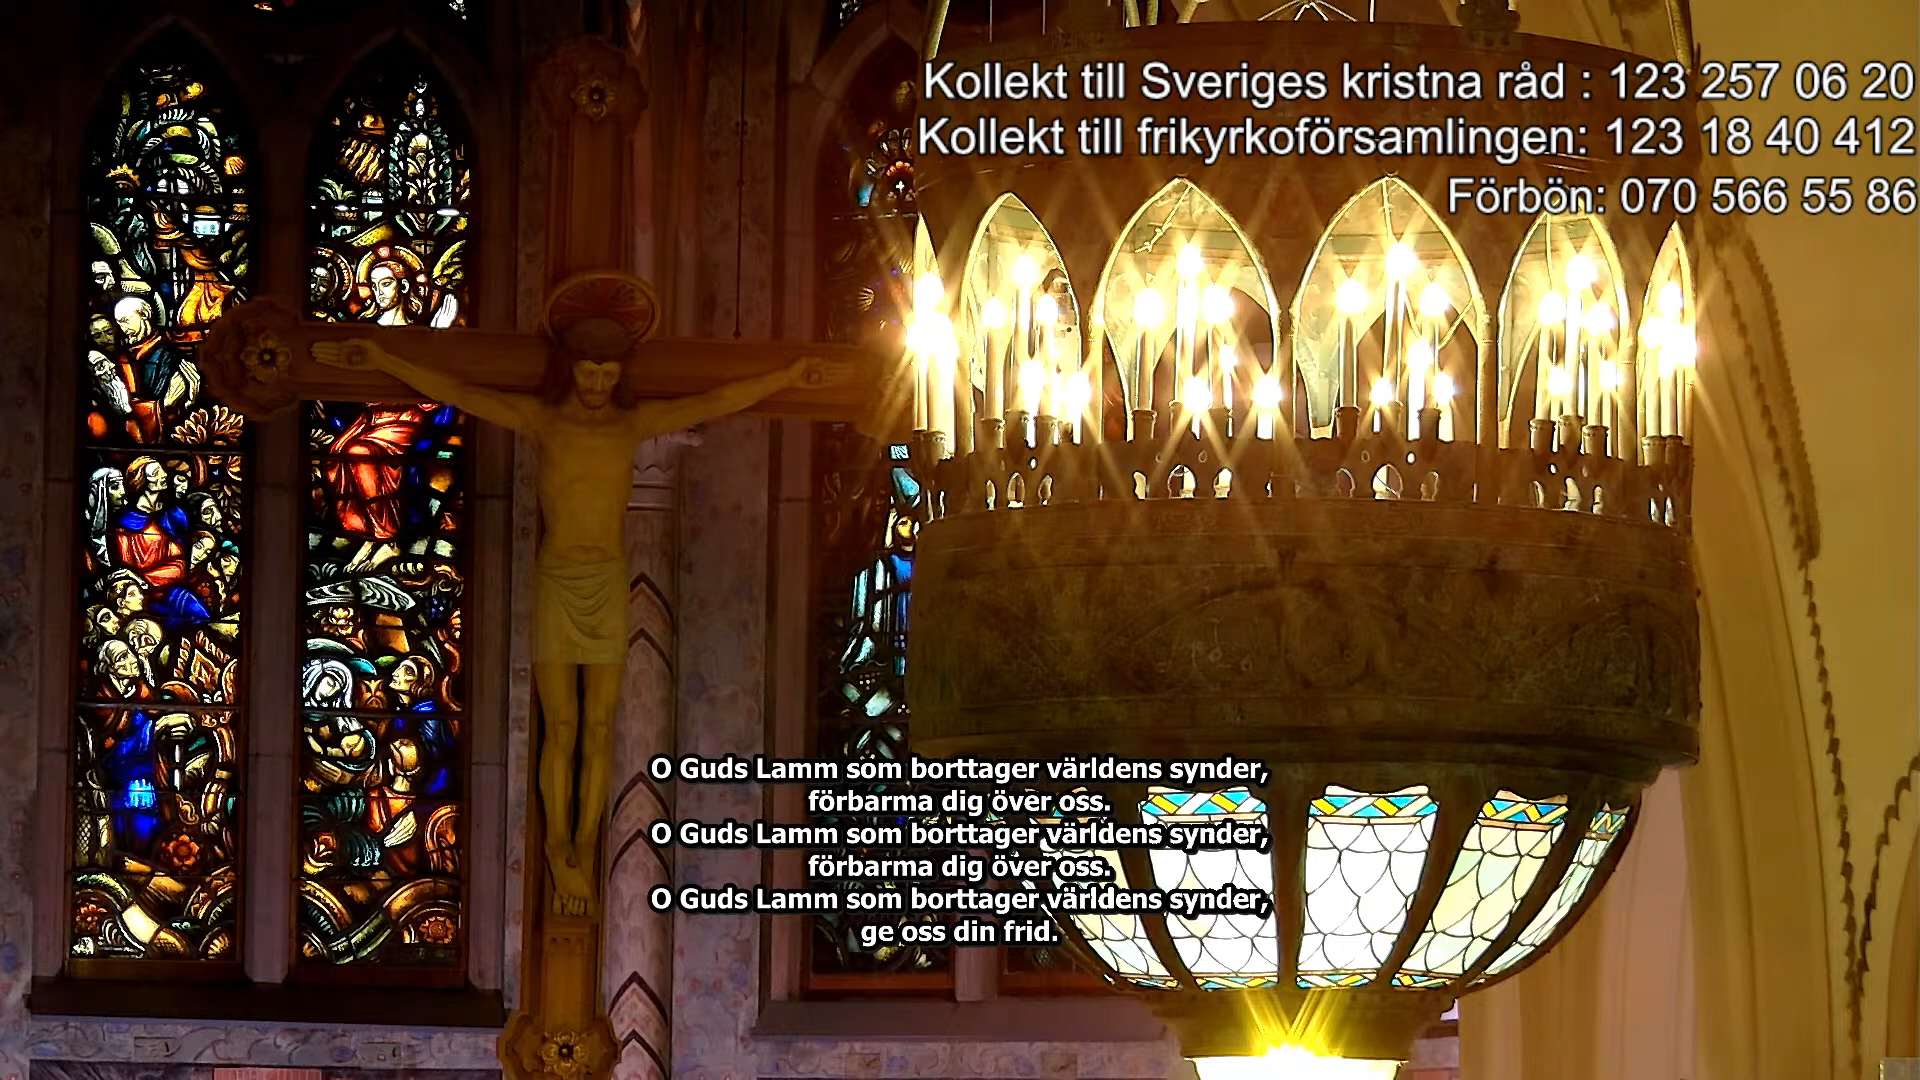 Kollekt till Sveriges kristna råd : 123 257 06 20
Kollekt till frikyrkoförsamlingen: 123 18 40 412
Förbön: 070 566 55 86
O Guds Lamm som borttager världens synder,
förbarma dig över oss.
O Guds Lamm som borttager världens synder,
förbarma dig över oss.
O Guds Lamm som borttager världens synder,
ge oss din frid.